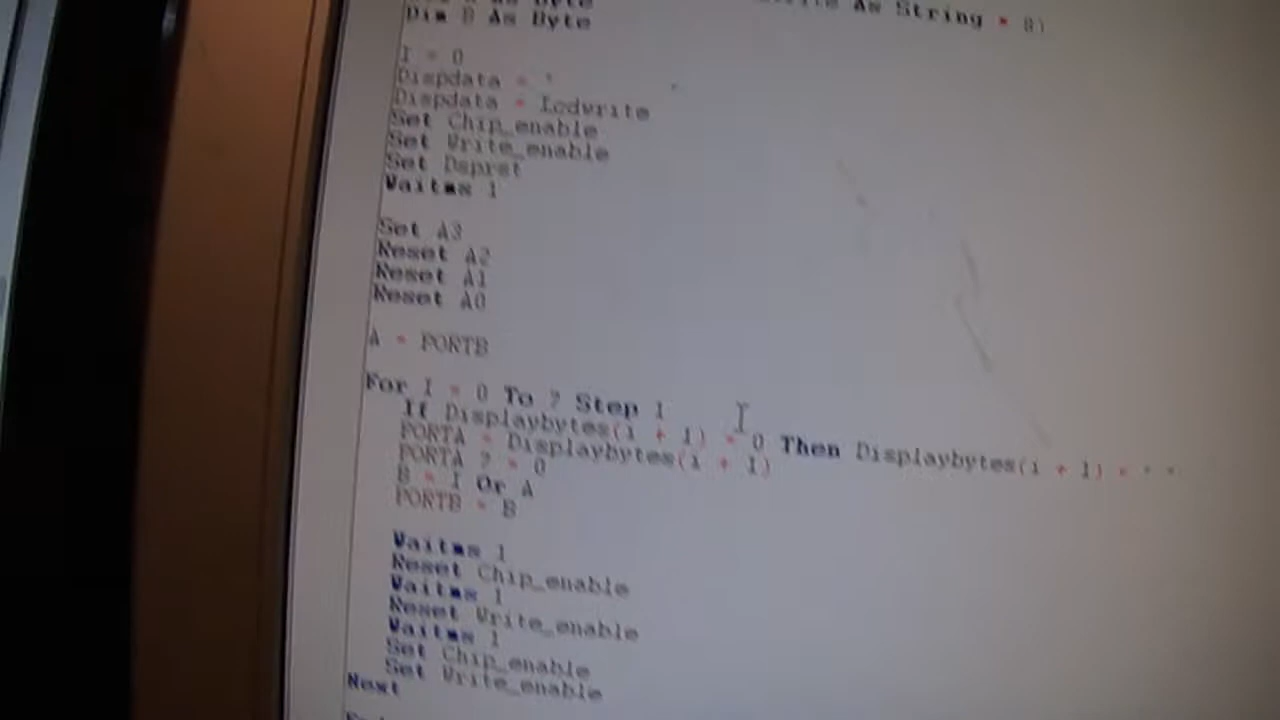 As String * 8)
Dim B As Byte
I = 0
Dispdata = "
Dispdata = Lcdwrite
Set Chip_enable
Set Write_enable
Set Dsprst
Waitms 1
Set A3
Reset A2
Reset A1
Reset A0
A = PORTB
For I = 0 To 7 Step 1
If Displaybytes(i + 1) = 0 Then Displaybytes(i + 1) = " "
PORTA = Displaybytes(i + 1)
PORTA 7 = 0
B = I Or A
PORTB = B
Waitms 1
Reset Chip_enable
Waitms 1
Reset Write_enable
Waitms 1
Set Chip_enable
Set Write_enable
Next